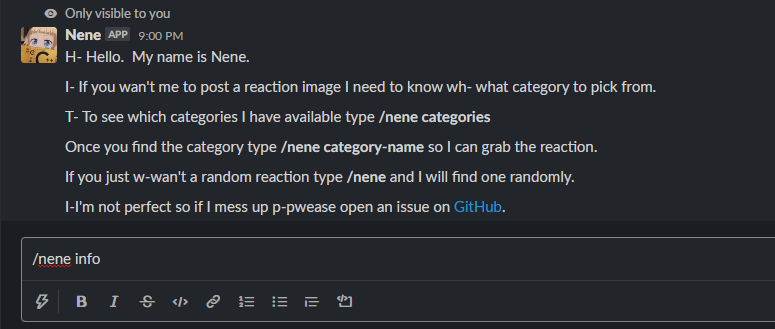 Only visible to you
Nene APP 9:00 PM
H- Hello. My name is Nene.
I- If you wan't me to post a reaction image I need to know wh- what category to pick from.
T- To see which categories I have available type /nene categories
Once you find the category type /nene category-name so I can grab the reaction.
If you just w-wan't a random reaction type /nene and I will find one randomly.
I-I'm not perfect so if I mess up p-pwease open an issue on GitHub.
/nene info